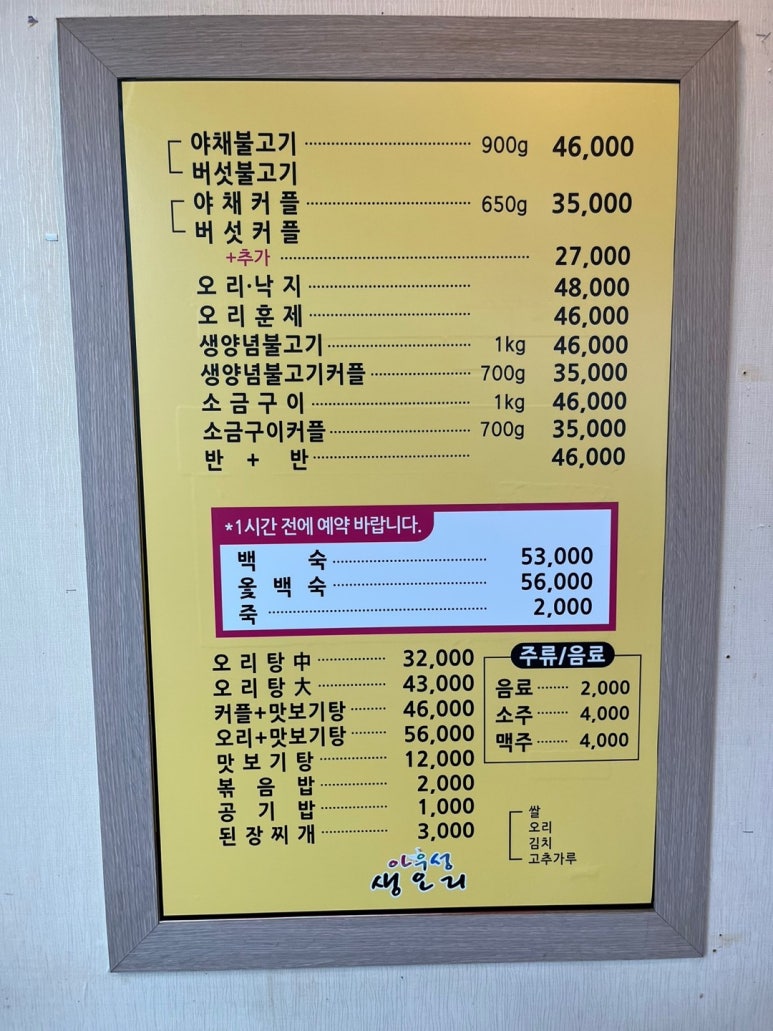 야채불고기 900g 46,000
버섯불고기
야채커플 650g 35,000
버섯커플
+추가 27,000
오리·낙지 48,000
오리훈제 46,000
생양념불고기 1kg 46,000
생양념불고기커플 700g 35,000
소금구이 1kg 46,000
소금구이커플 700g 35,000
반 + 반 46,000
*1시간 전에 예약 바랍니다.
백숙 53,000
옻백숙 56,000
죽 2,000
오리탕 中 32,000
오리탕 大 43,000
커플+맛보기탕 46,000
오리+맛보기탕 56,000
맛보기탕 12,000
볶음밥 2,000
공기밥 1,000
된장찌개 3,000
주류/음료
음료 2,000
소주 4,000
맥주 4,000
쌀
오리
김치
고추가루
아우성
생오리